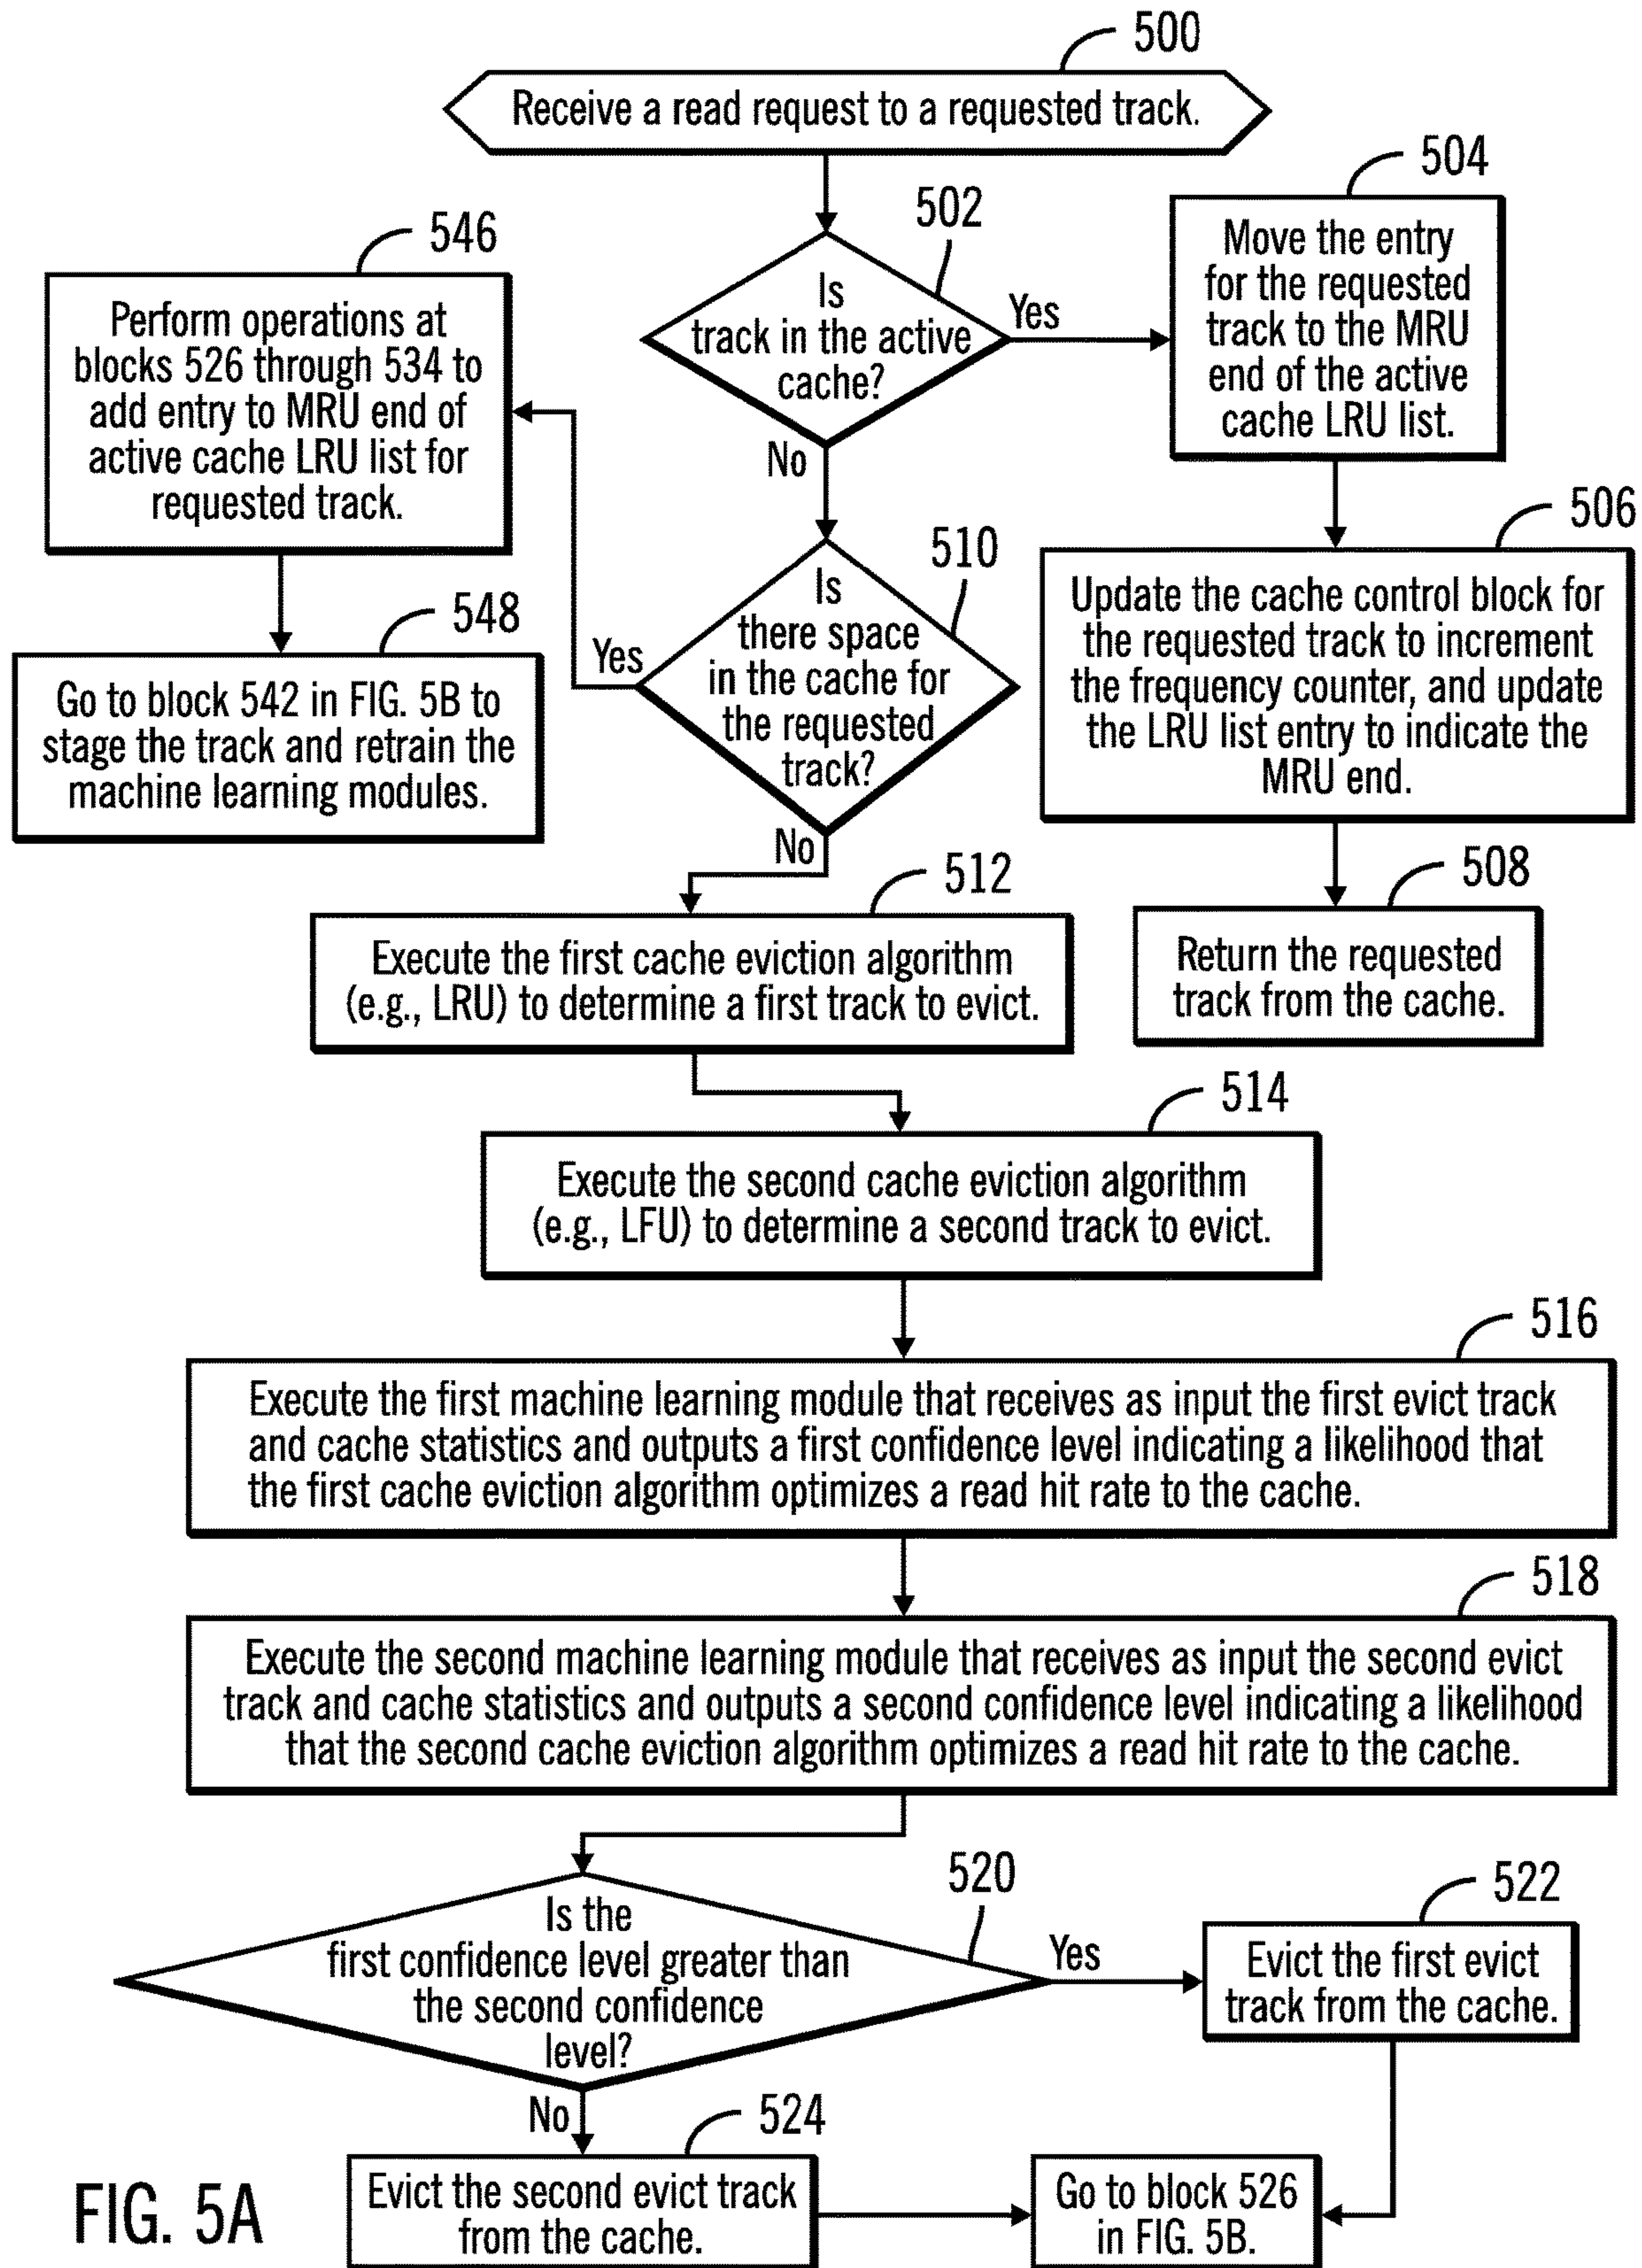 500
Receive a read request to a requested track.
502
Is
track in the active
cache?
Yes
No
504
Move the entry
for the requested
track to the MRU
end of the active
cache LRU list.
506
Update the cache control block for
the requested track to increment
the frequency counter, and update
the LRU list entry to indicate the
MRU end.
508
Return the requested
track from the cache.
510
Is
there space
in the cache for
the requested
track?
Yes
No
546
Perform operations at
blocks 526 through 534 to
add entry to MRU end of
active cache LRU list for
requested track.
548
Go to block 542 in FIG. 5B to
stage the track and retrain the
machine learning modules.
512
Execute the first cache eviction algorithm
(e.g., LRU) to determine a first track to evict.
514
Execute the second cache eviction algorithm
(e.g., LFU) to determine a second track to evict.
516
Execute the first machine learning module that receives as input the first evict track
and cache statistics and outputs a first confidence level indicating a likelihood that
the first cache eviction algorithm optimizes a read hit rate to the cache.
518
Execute the second machine learning module that receives as input the second evict
track and cache statistics and outputs a second confidence level indicating a likelihood
that the second cache eviction algorithm optimizes a read hit rate to the cache.
520
Is the
first confidence level greater than
the second confidence
level?
Yes
No
522
Evict the first evict
track from the cache.
524
Evict the second evict track
from the cache.
Go to block 526
in FIG. 5B.
FIG. 5A